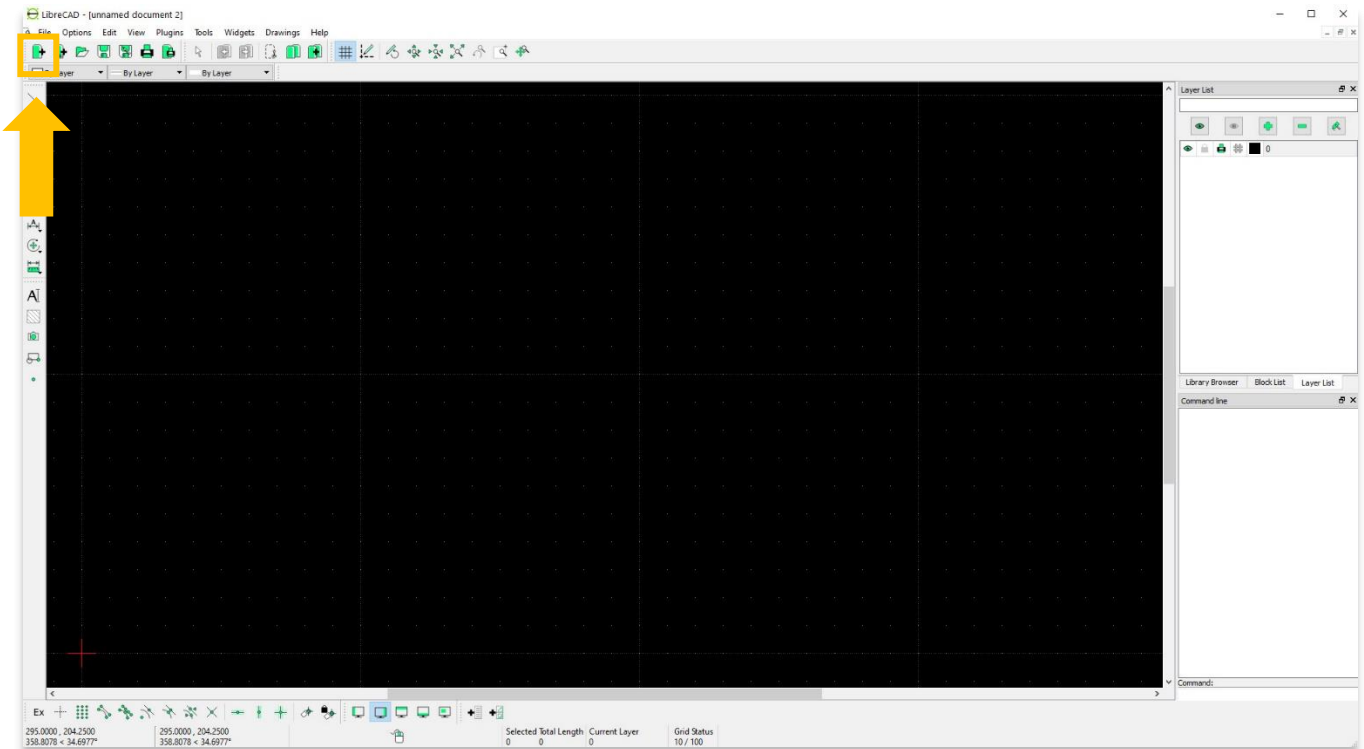 LibreCAD - [unnamed document 2]
File Options Edit View Plugins Tools Widgets Drawings Help
By Layer By Layer
Layer List
0
Library Browser Block List Layer List
Command line
Command:
Ex
295.0000 , 204.2500 295.0000 , 204.2500 Selected Total Length Current Layer Grid Status
358.8078 < 34.6977° 358.8078 < 34.6977° 0 0 0 10 / 100